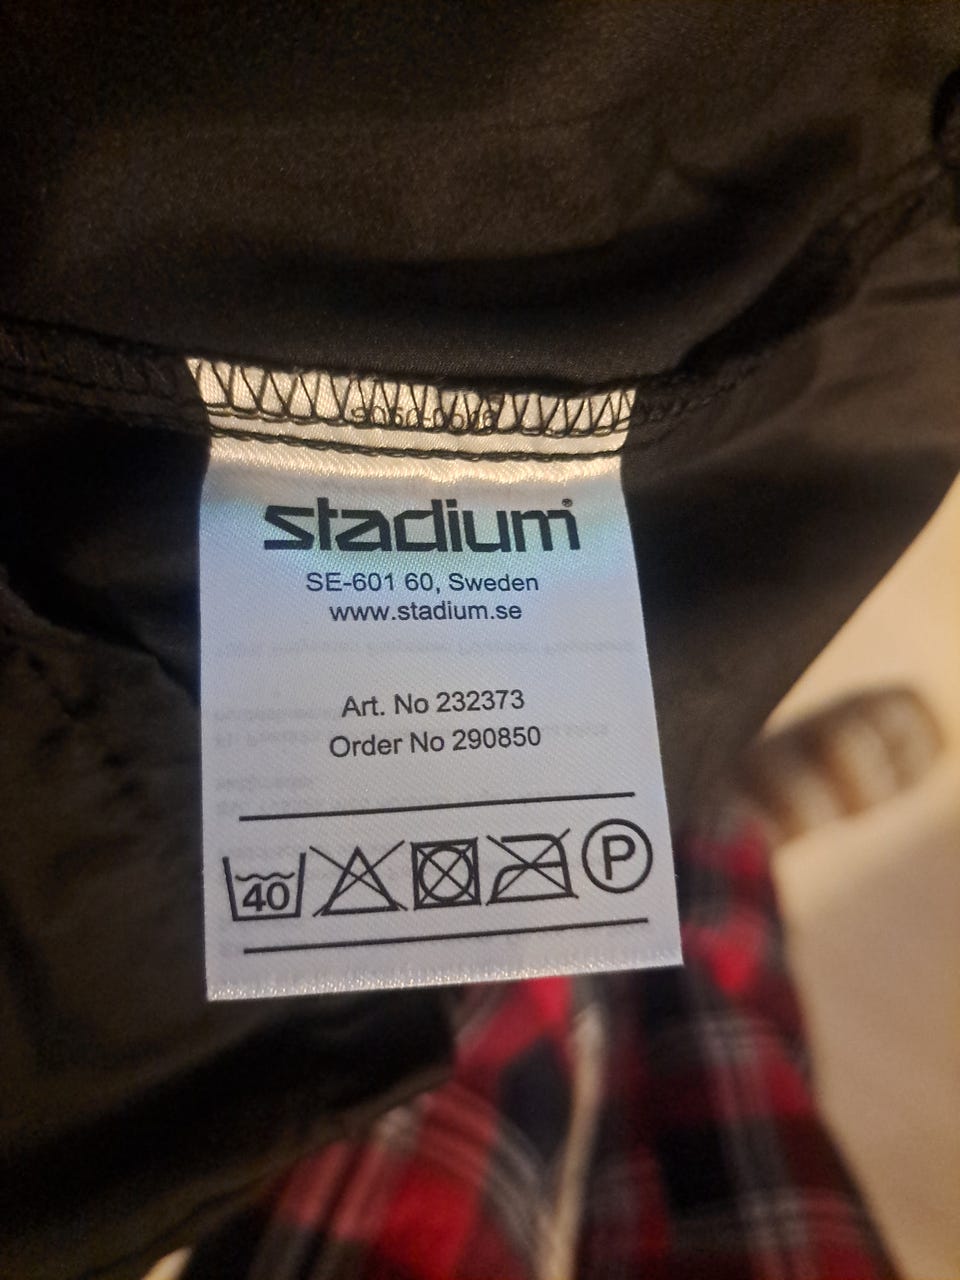 stadium®
SE-601 60, Sweden
www.stadium.se
Art. No 232373
Order No 290850
40
P